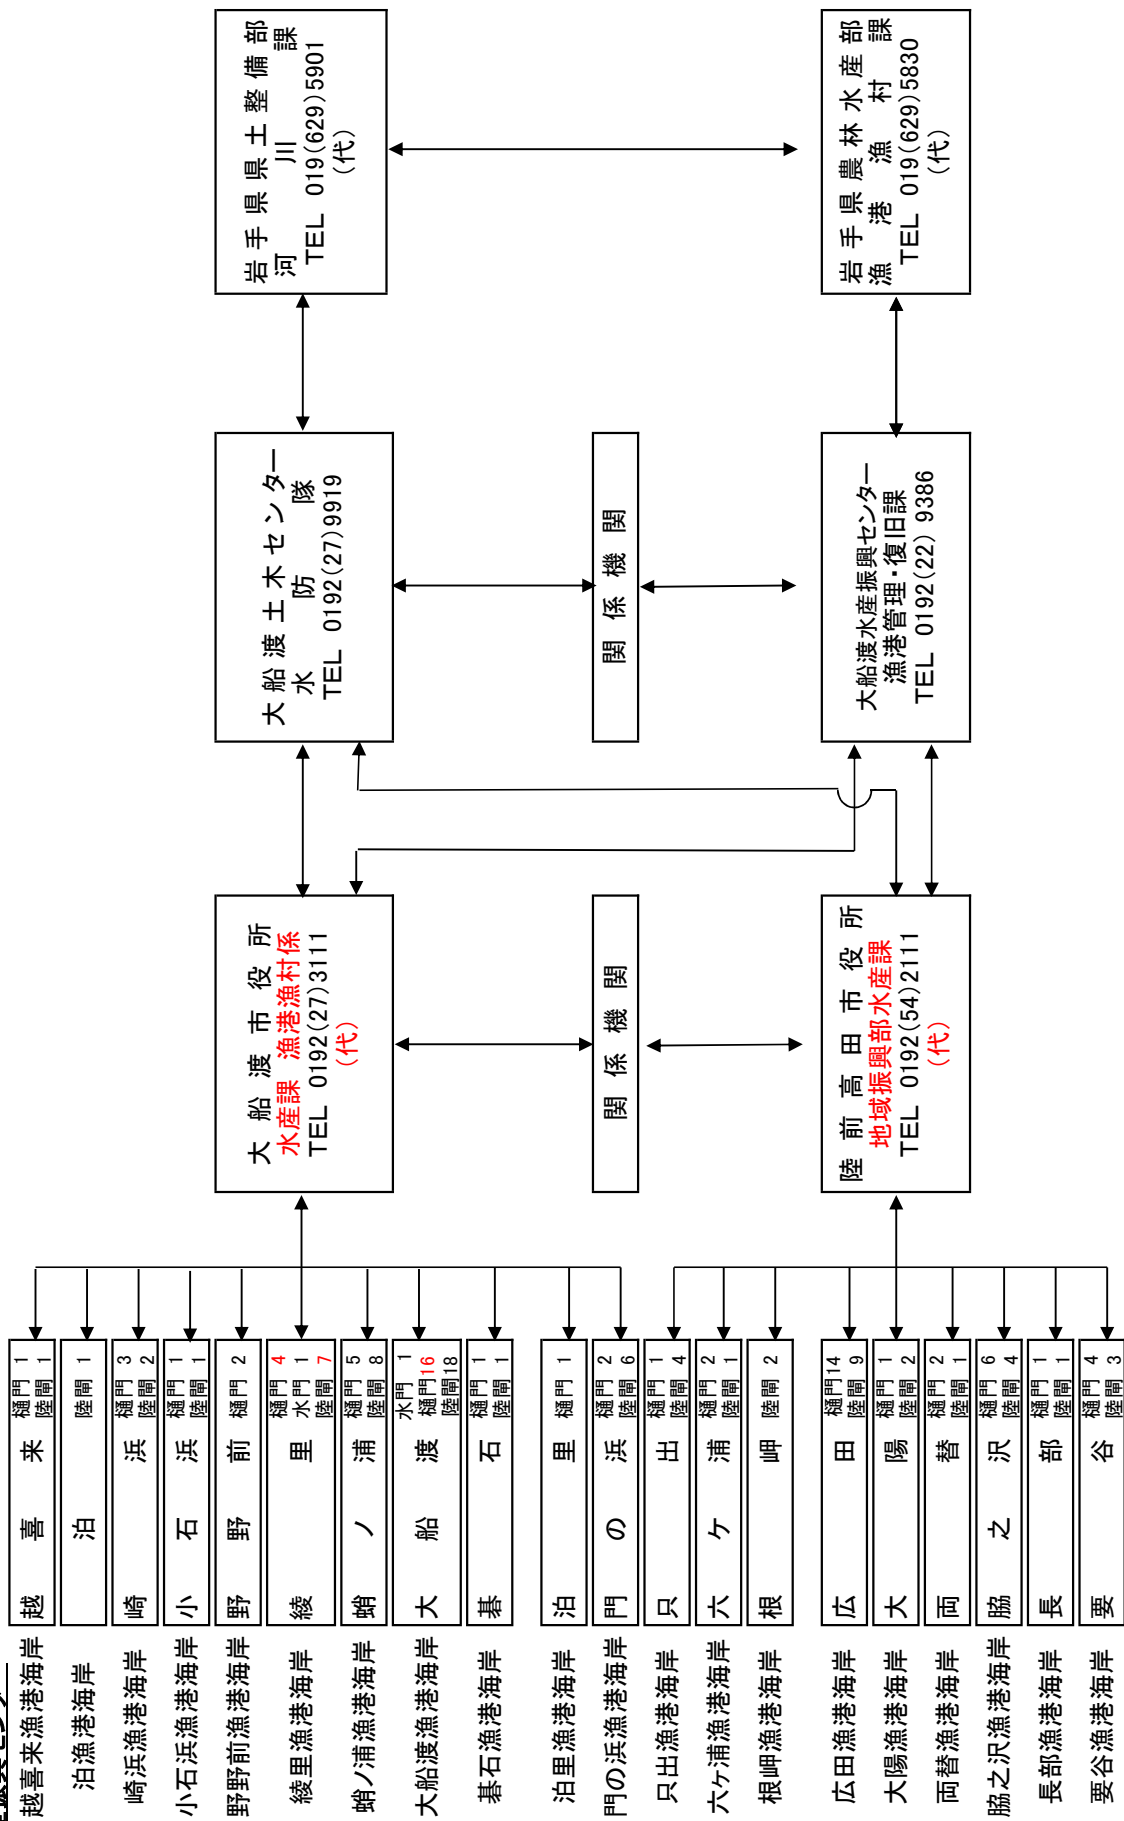 越喜来漁港海岸
越喜来
樋門 1
陸閘 1
泊漁港海岸
泊
陸閘 1
崎浜漁港海岸
崎浜
樋門 3
陸閘 2
小石浜漁港海岸
小石浜
樋門 1
陸閘 1
野野前漁港海岸
野野前
樋門 2
綾里漁港海岸
綾里
樋門 4
水門 1
陸閘 7
蛸ノ浦漁港海岸
蛸ノ浦
樋門 5
陸閘 8
大船渡漁港海岸
大船渡
水門 1
樋門16
陸閘18
碁石漁港海岸
碁石
樋門 1
陸閘 1
泊里漁港海岸
泊里
樋門 1
門の浜漁港海岸
門の浜
樋門 2
陸閘 6
只出漁港海岸
只出
樋門 1
陸閘 4
六ケ浦漁港海岸
六ケ浦
樋門 2
陸閘 1
根岬漁港海岸
根岬
陸閘 2
広田漁港海岸
広田
樋門14
陸閘 9
大陽漁港海岸
大陽
樋門 1
陸閘 2
両替漁港海岸
両替
樋門 2
陸閘 1
脇之沢漁港海岸
脇之沢
樋門 6
陸閘 4
長部漁港海岸
長部
樋門 1
陸閘 1
要谷漁港海岸
要谷
樋門 4
陸閘 3
大船渡市役所
水産課 漁港漁村係
TEL 0192(27)3111
(代)
関係機関
陸前高田市役所
地域振興部水産課
TEL 0192(54)2111
(代)
大船渡土木センター
水防隊
TEL 0192(27)9919
関係機関
大船渡水産振興センター
漁港管理・復旧課
TEL 0192(22) 9386
岩手県県土整備部
河川課
TEL 019(629)5901
(代)
岩手県農林水産部
漁港漁村課
TEL 019(629)5830
(代)